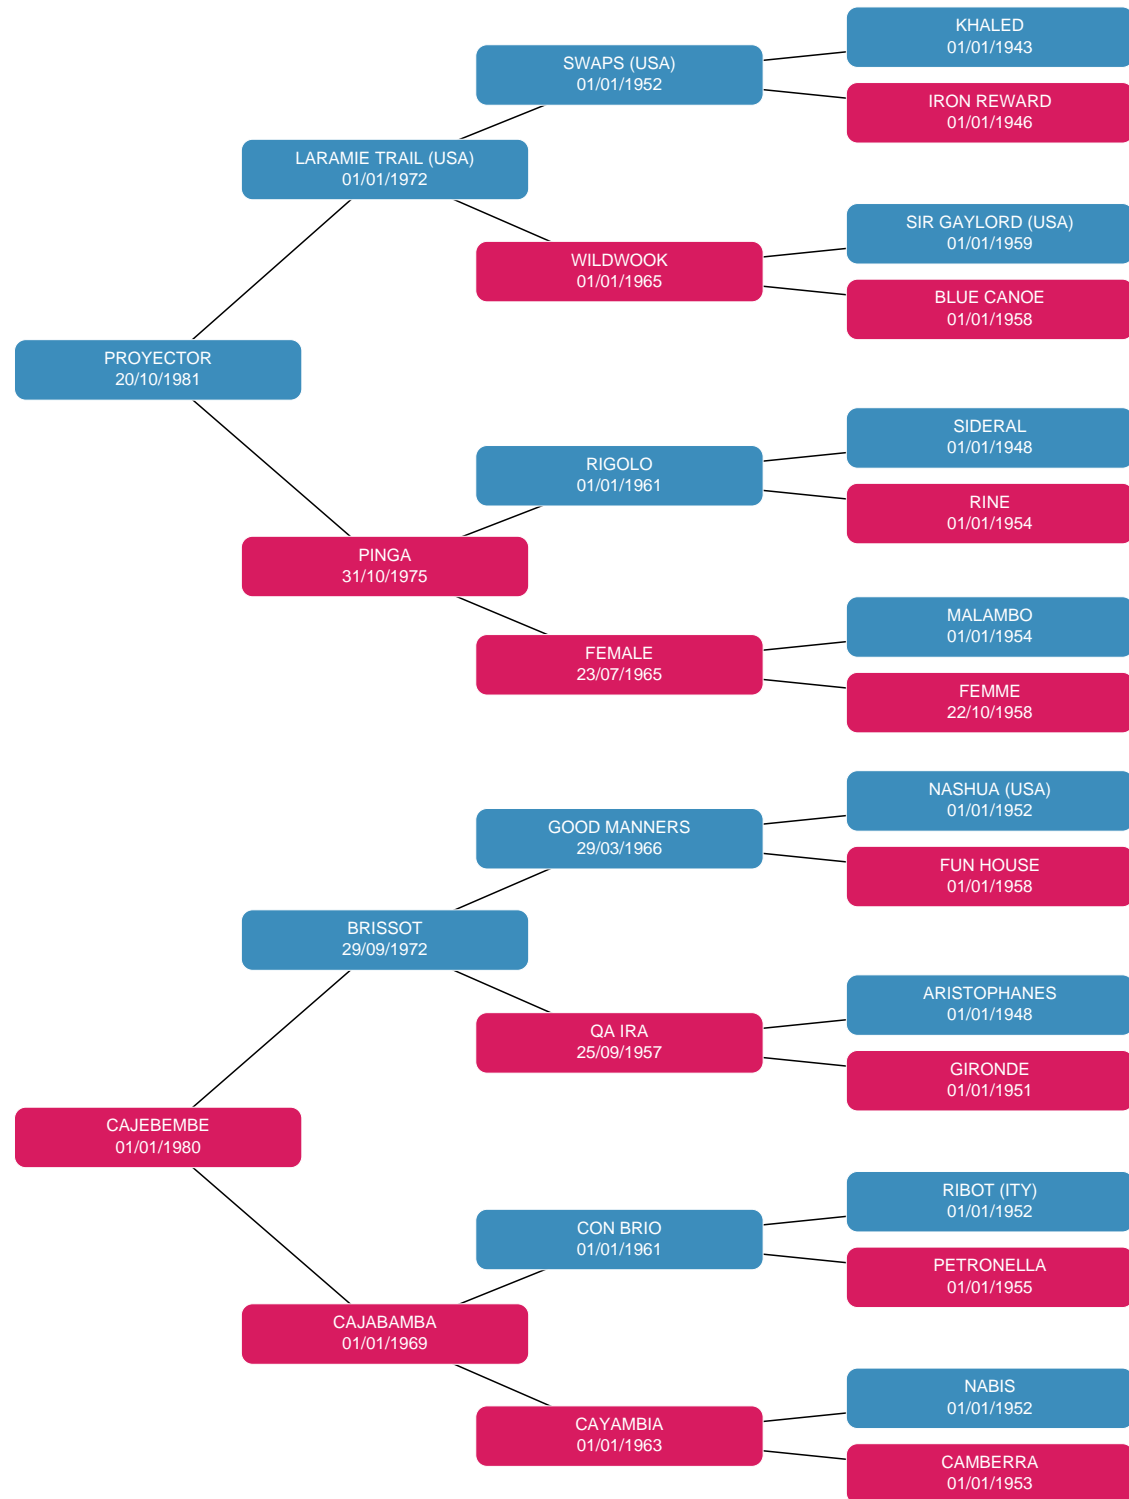 KHALED
01/01/1943
SWAPS (USA)
01/01/1952
IRON REWARD
01/01/1946
LARAMIE TRAIL (USA)
01/01/1972
SIR GAYLORD (USA)
01/01/1959
WILDWOOK
01/01/1965
BLUE CANOE
01/01/1958
PROYECTOR
20/10/1981
SIDERAL
01/01/1948
RIGOLO
01/01/1961
RINE
01/01/1954
PINGA
31/10/1975
MALAMBO
01/01/1954
FEMALE
23/07/1965
FEMME
22/10/1958
NASHUA (USA)
01/01/1952
GOOD MANNERS
29/03/1966
FUN HOUSE
01/01/1958
BRISSOT
29/09/1972
ARISTOPHANES
01/01/1948
QA IRA
25/09/1957
GIRONDE
01/01/1951
CAJEBEMBE
01/01/1980
RIBOT (ITY)
01/01/1952
CON BRIO
01/01/1961
PETRONELLA
01/01/1955
CAJABAMBA
01/01/1969
NABIS
01/01/1952
CAYAMBIA
01/01/1963
CAMBERRA
01/01/1953